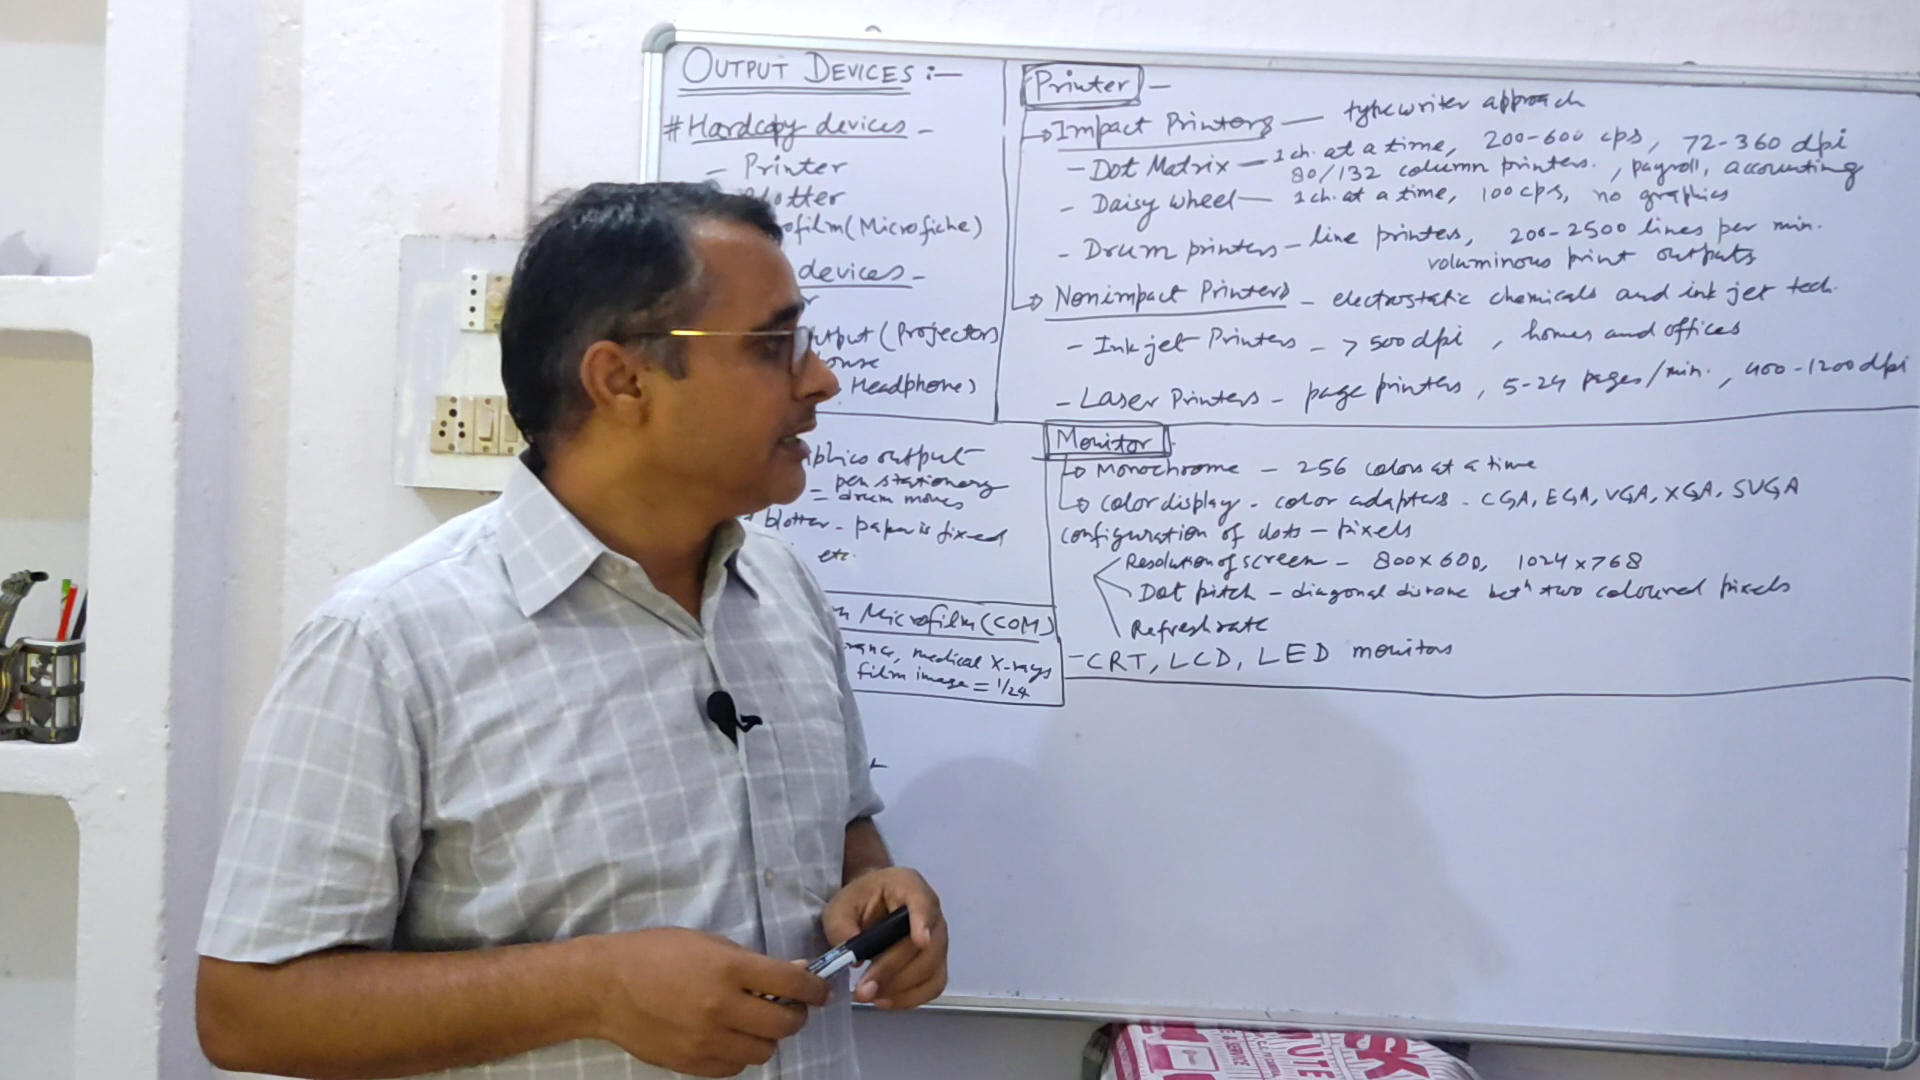 OUTPUT DEVICES :—
# Hardcopy devices -
- Printer
lotter
ofilm (Microfiche)
devices -
r
utput (Projectors
ouse
Headphone)
phics output
= pen stationery
= drum moves
plotter - paper is fixed
etc.
n Microfilm (COM)
rance, medical X-rays
film image = 1/24
Printer -
→ Impact Printers — typewriter approach
- Dot Matrix — 1 ch. at a time, 200-600 cps, 72-360 dpi
80/132 column printers., payroll, accounting
- Daisy wheel — 1 ch. at a time, 100 cps, no graphics
- Drum printers - line printers, 200-2500 lines per min.
voluminous print outputs
→ Nonimpact Printers - electrostatic chemicals and ink jet tech.
- Ink jet Printers - > 500 dpi , homes and offices
- Laser Printers - page printers, 5-24 pages/min., 400-1200 dpi
Monitor
→ Monochrome - 256 colors at a time
→ color display - color adapters - CGA, EGA, VGA, XGA, SVGA
configuration of dots - pixels
Resolution of screen - 800 x 600, 1024 x 768
Dot pitch - diagonal distance betn two coloured pixels
Refresh rate
- CRT, LCD, LED monitors